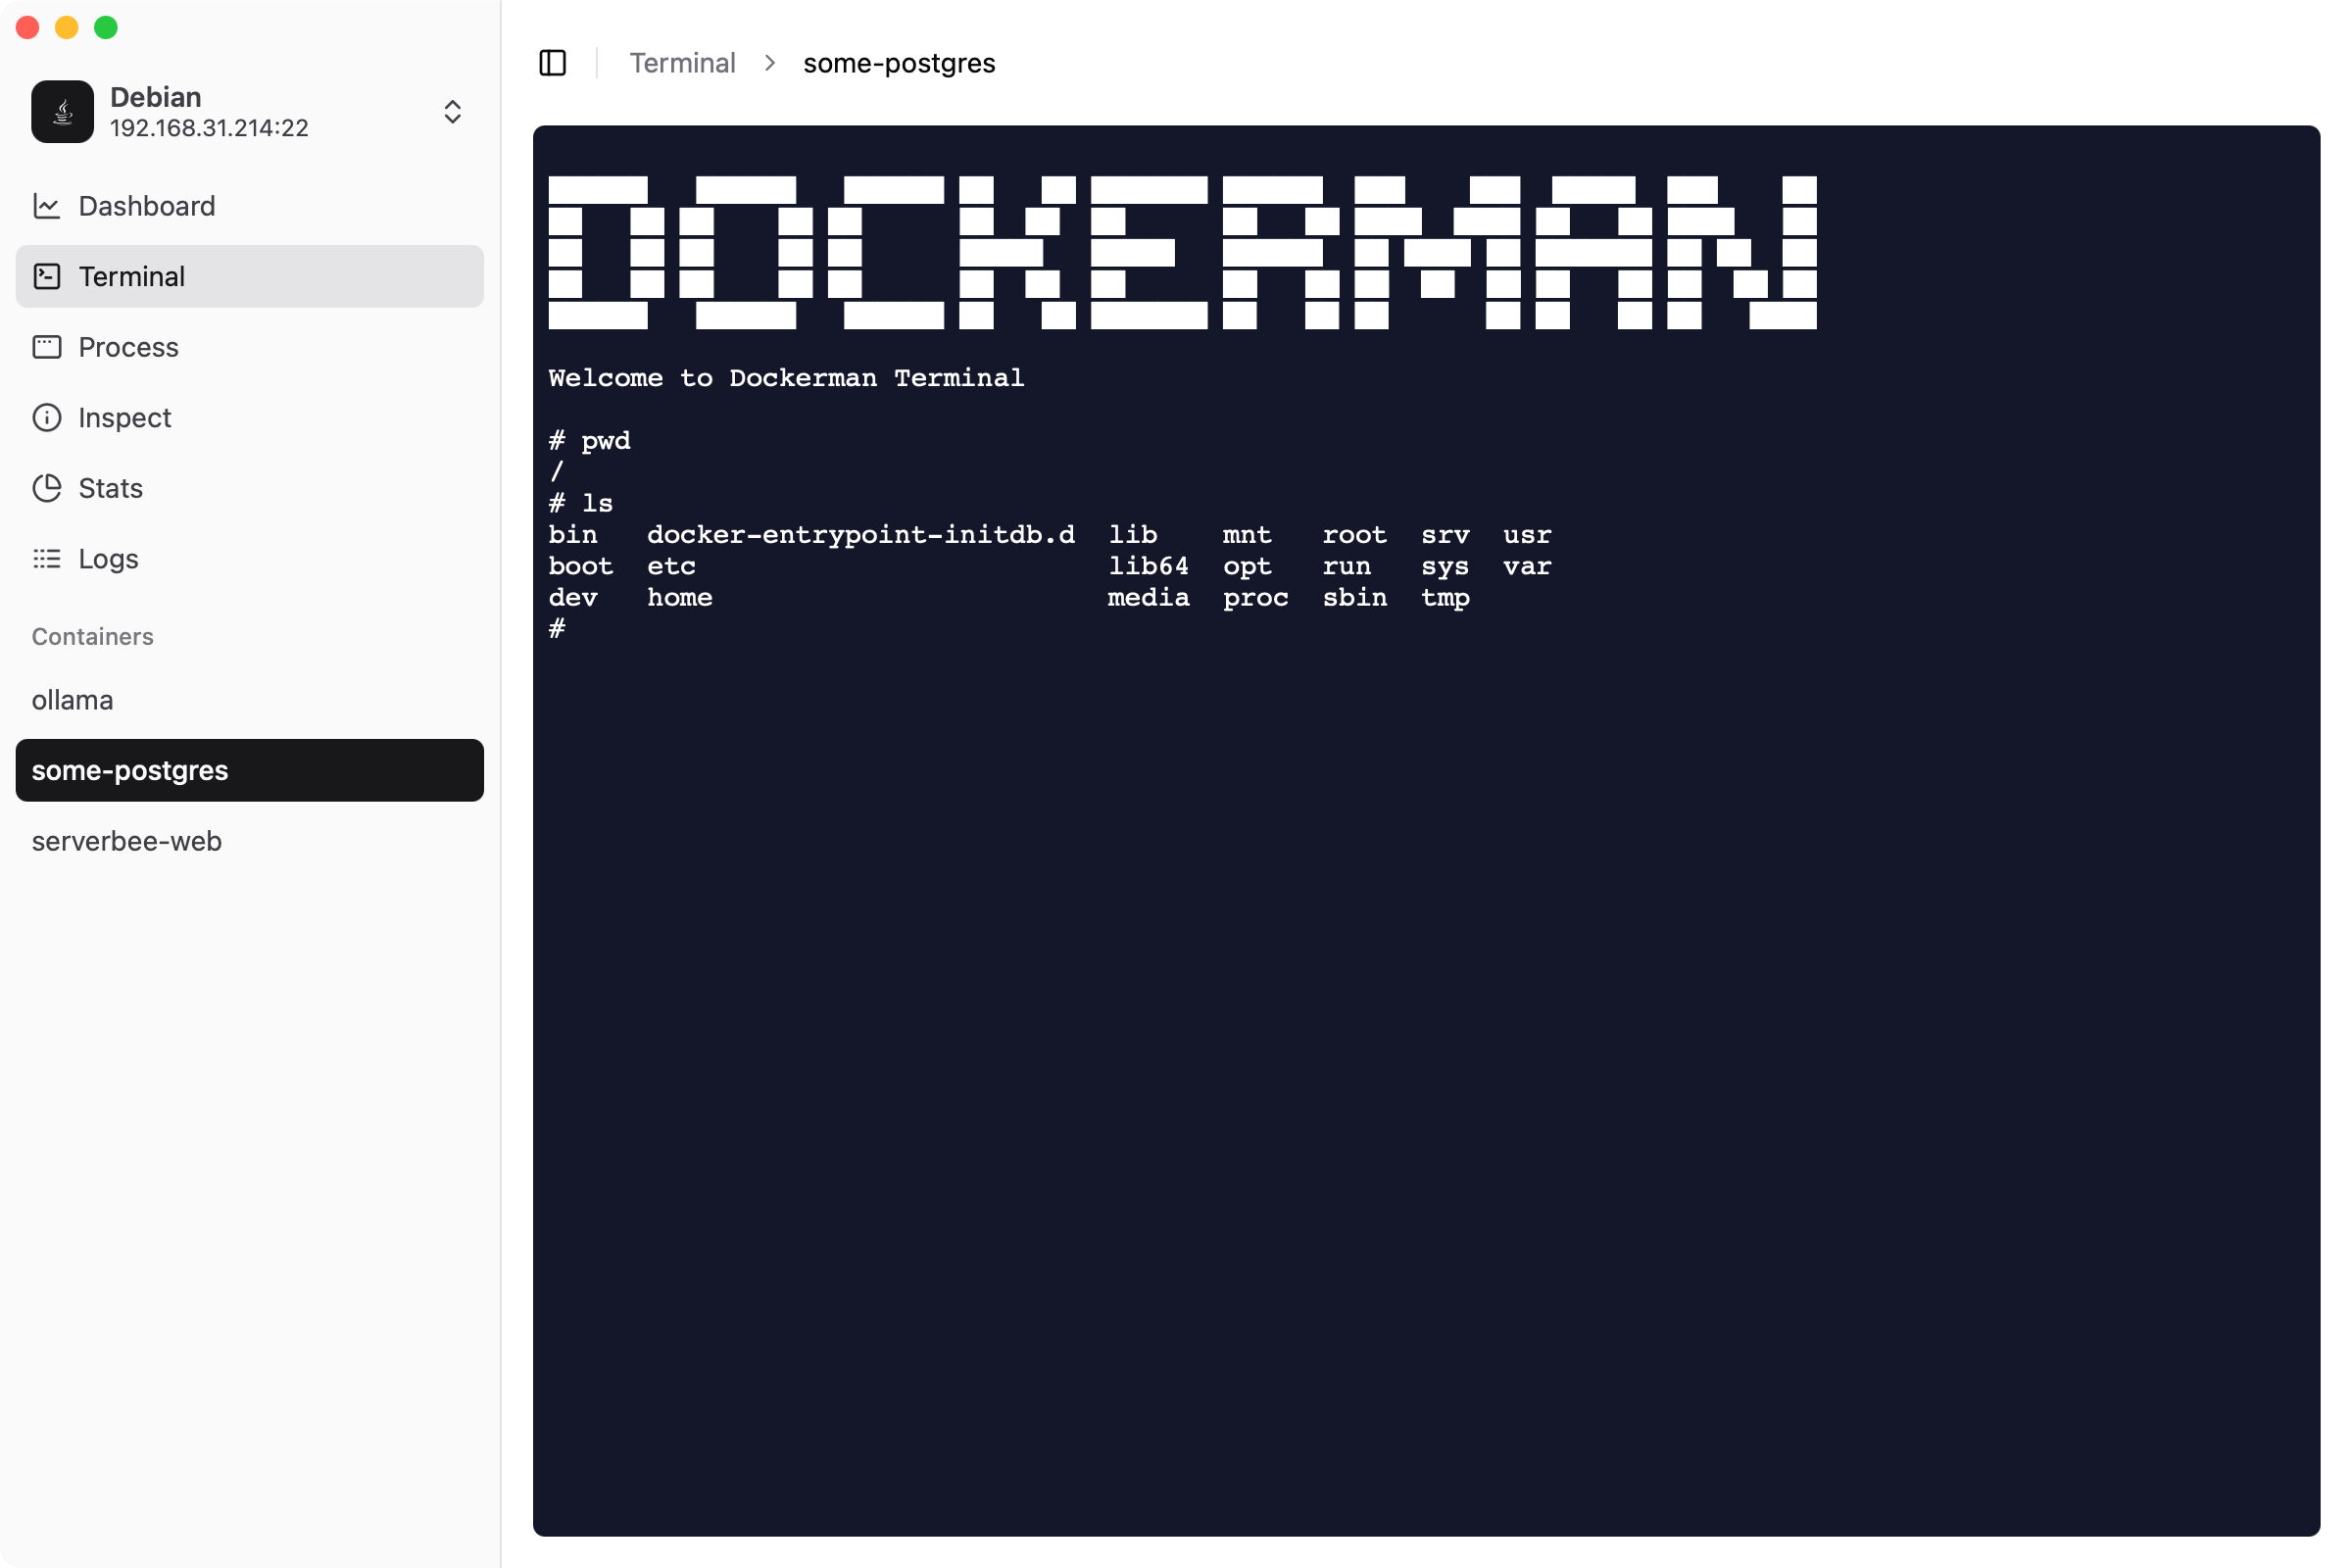 Debian
192.168.31.214:22
Dashboard
Terminal
Process
Inspect
Stats
Logs
Containers
ollama
some-postgres
serverbee-web
Terminal > some-postgres
DOCKERMAN
Welcome to Dockerman Terminal
# pwd
/
# ls
bin   docker-entrypoint-initdb.d  lib    mnt   root  srv  usr
boot  etc                         lib64  opt   run   sys  var
dev   home                        media  proc  sbin  tmp
#